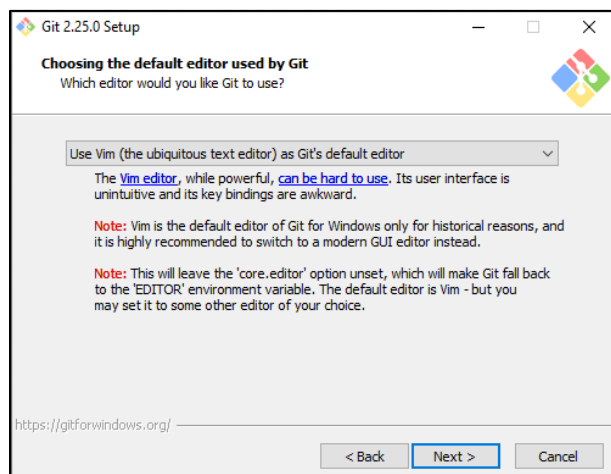 Git 2.25.0 Setup
Choosing the default editor used by Git
Which editor would you like Git to use?
Use Vim (the ubiquitous text editor) as Git's default editor
The Vim editor, while powerful, can be hard to use. Its user interface is
unintuitive and its key bindings are awkward.
Note: Vim is the default editor of Git for Windows only for historical reasons, and
it is highly recommended to switch to a modern GUI editor instead.
Note: This will leave the 'core.editor' option unset, which will make Git fall back
to the 'EDITOR' environment variable. The default editor is Vim - but you
may set it to some other editor of your choice.
https://gitforwindows.org/
< Back Next > Cancel